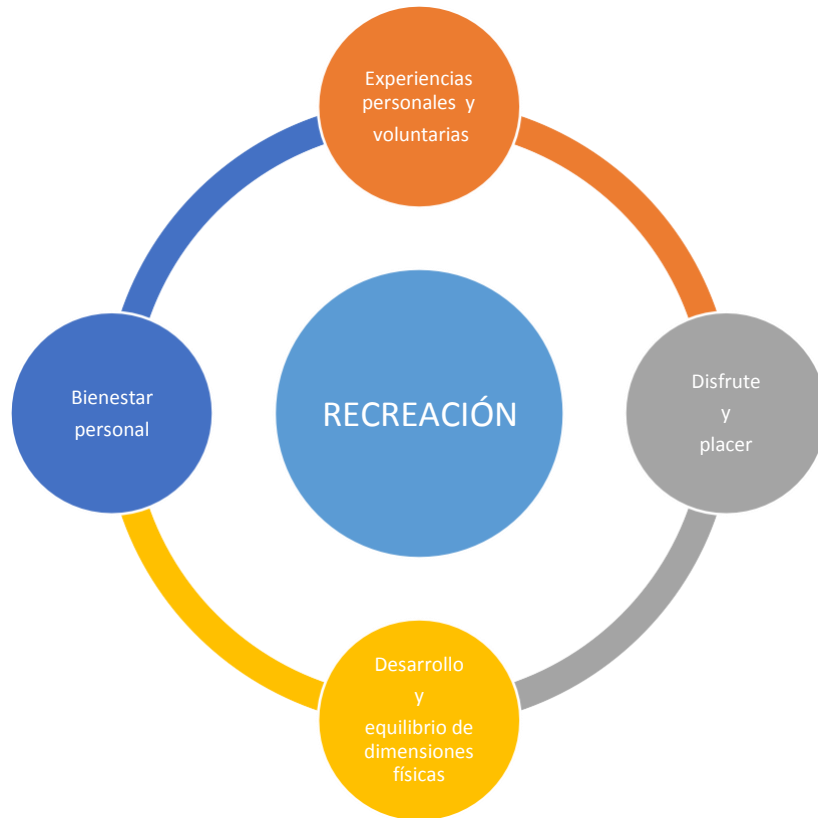 Experiencias
personales y
voluntarias
Disfrute
y
placer
RECREACIÓN
Bienestar
personal
Desarrollo
y
equilibrio de
dimensiones
físicas